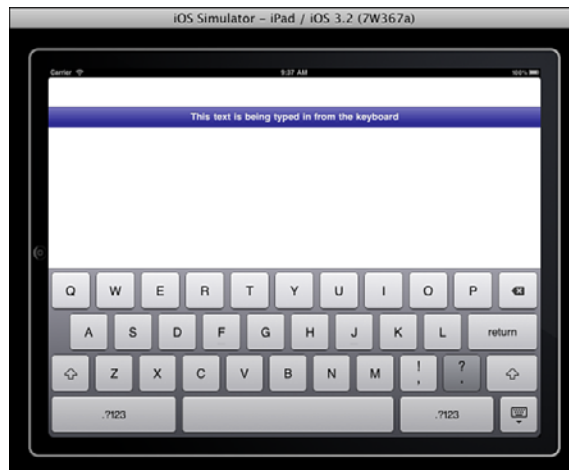 iOS Simulator - iPad / iOS 3.2 (7W367a)
Carrier 9:37 AM 100%
This text is being typed in from the keyboard
Q W E R T Y U I O P
A S D F G H J K L return
Z X C V B N M ! , ? .
.?123 .?123